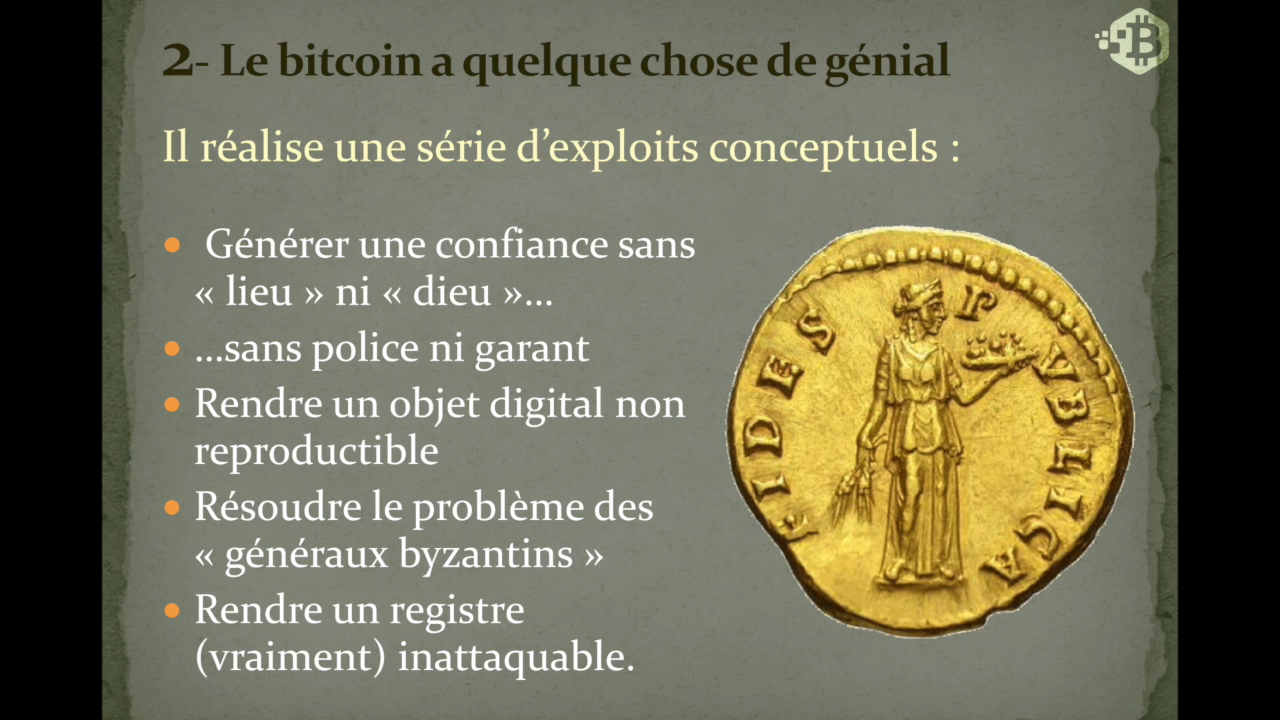 2- Le bitcoin a quelque chose de génial
Il réalise une série d’exploits conceptuels :
Générer une confiance sans
« lieu » ni « dieu »...
...sans police ni garant
Rendre un objet digital non
reproductible
Résoudre le problème des
« généraux byzantins »
Rendre un registre
(vraiment) inattaquable.
FIDES PVBLICA